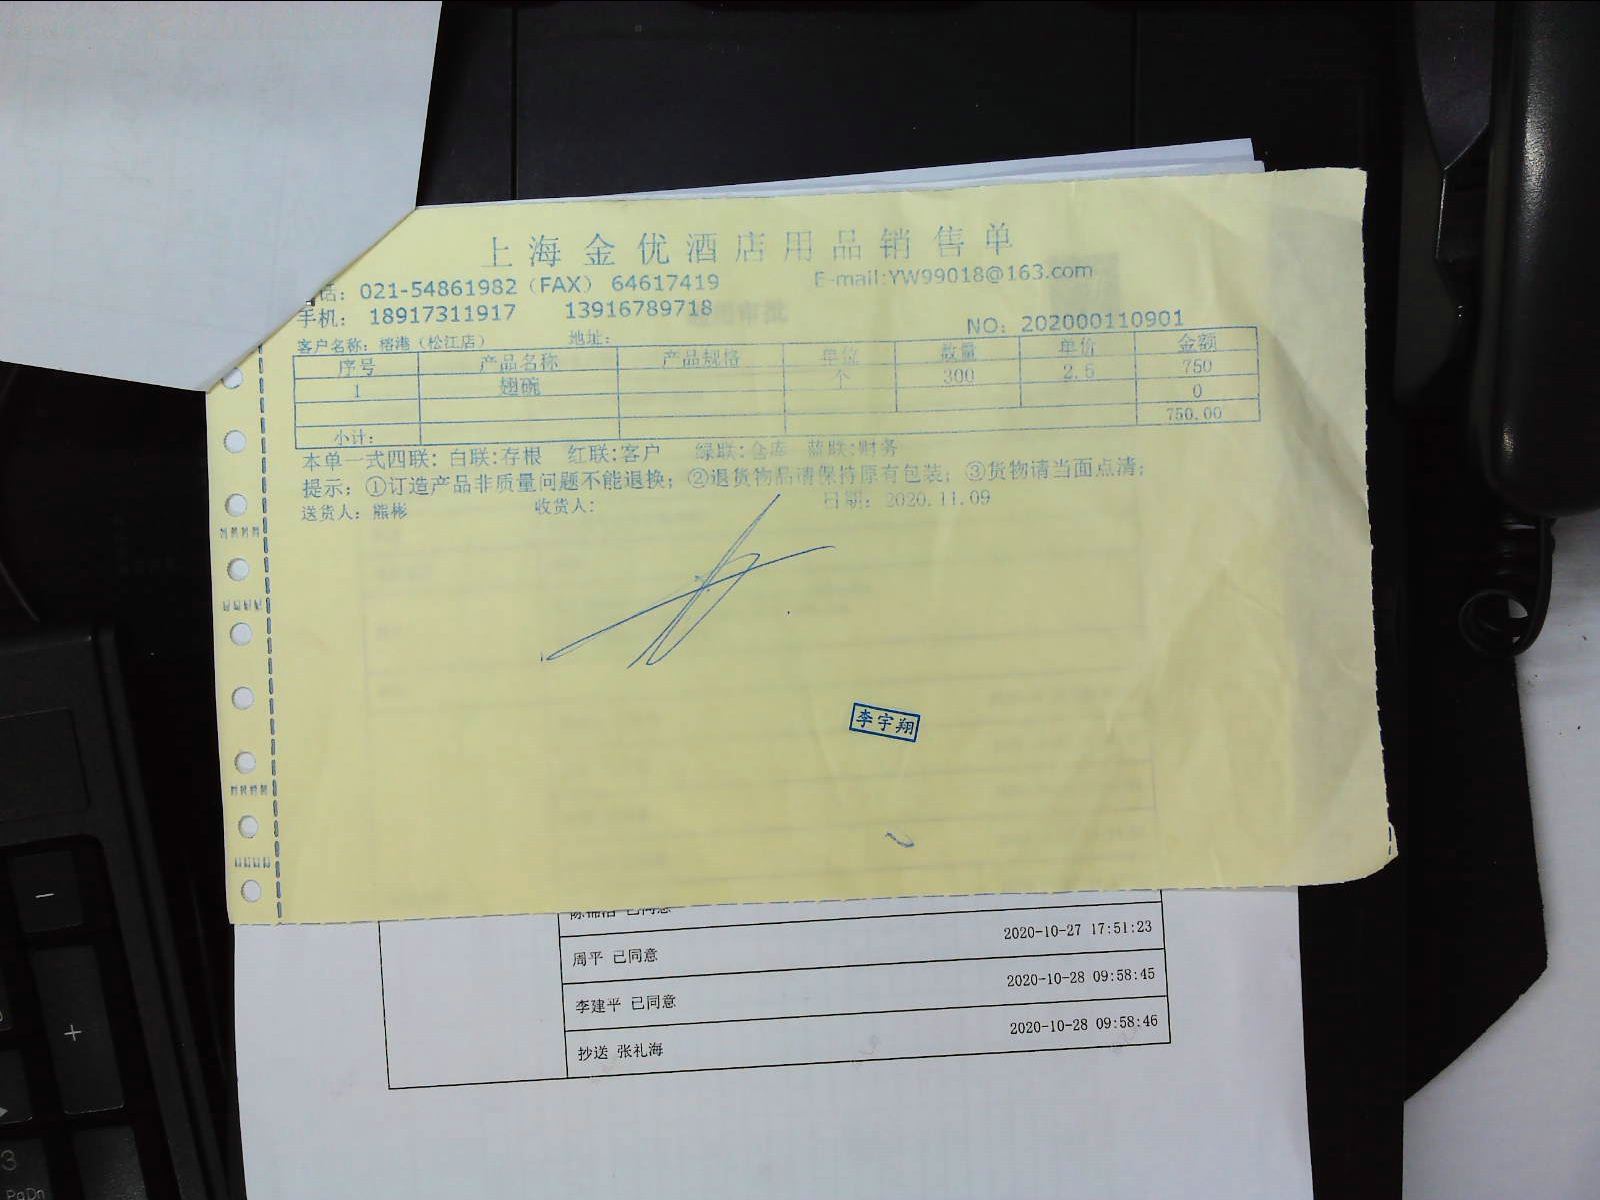 上海金优酒店用品销售单
话：021-54861982（FAX） 64617419 E-mail:YW99018@163.com
手机： 18917311917 13916789718
NO：202000110901
客户名称：榕港（松江店） 地址：
序号 产品名称 产品规格 单位 数量 单价 金额
1 翅碗 个 300 2.5 750
0
小计： 750.00
本单一式四联：白联:存根 红联:客户 绿联:仓库 蓝联:财务
提示：①订造产品非质量问题不能退换；②退货物品请保持原有包装；③货物请当面点清；
送货人：熊彬 收货人： 日期：2020.11.09
李宇翔
已同意
2020-10-27 17:51:23
周平 已同意
2020-10-28 09:58:45
李建平 已同意
2020-10-28 09:58:46
抄送 张礼海
3
PgDn